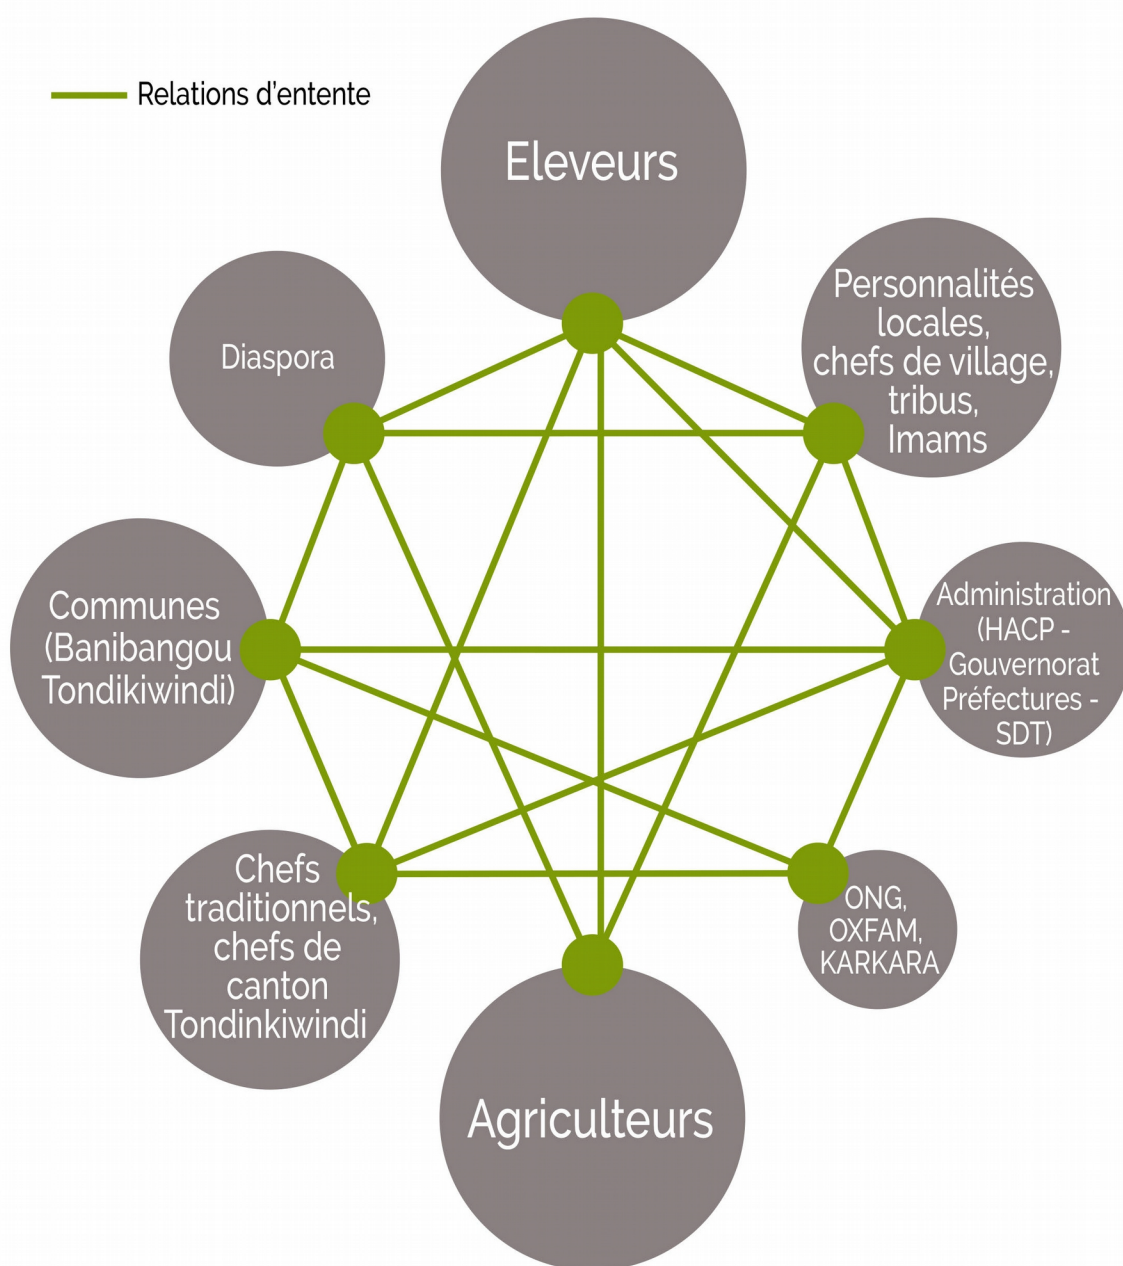 Relations d'entente
Eleveurs
Personnalités
locales,
chefs de village,
tribus,
Imams
Diaspora
Communes
(Banibangou
Tondikiwindi)
Administration
(HACP -
Gouvernorat
Préfectures -
SDT)
Chefs
traditionnels,
chefs de
canton
Tondinkiwindi
ONG,
OXFAM,
KARKARA
Agriculteurs